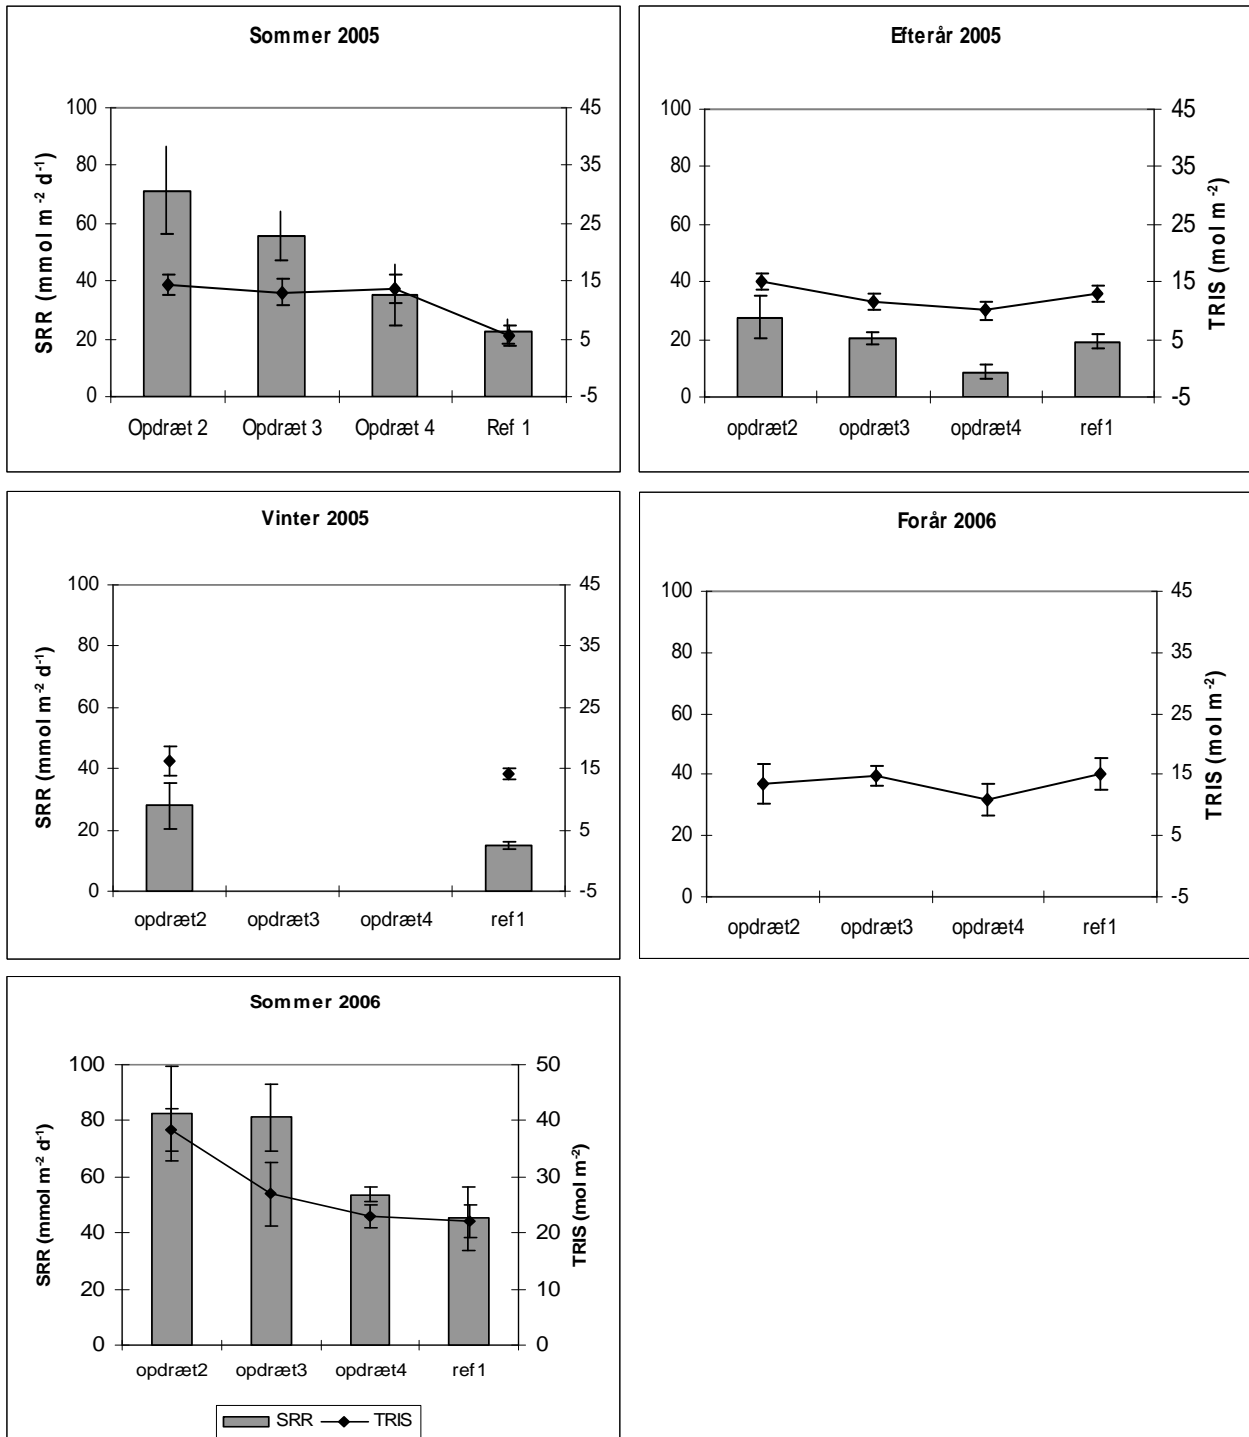 Sommer 2005
100
80
60
40
20
0
45
35
25
15
5
-5
SRR (mmol m⁻² d⁻¹)
Opdræt 2
Opdræt 3
Opdræt 4
Ref 1
Efterår 2005
100
80
60
40
20
0
45
35
25
15
5
-5
TRIS (mol m⁻²)
opdræt2
opdræt3
opdræt4
ref1
Vinter 2005
100
80
60
40
20
0
45
35
25
15
5
-5
SRR (mmol m⁻² d⁻¹)
opdræt2
opdræt3
opdræt4
ref1
Forår 2006
100
80
60
40
20
0
45
35
25
15
5
-5
TRIS (mol m⁻²)
opdræt2
opdræt3
opdræt4
ref1
Sommer 2006
100
80
60
40
20
0
50
40
30
20
10
0
SRR (mmol m⁻² d⁻¹)
TRIS (mol m⁻²)
opdræt2
opdræt3
opdræt4
ref1
SRR
TRIS